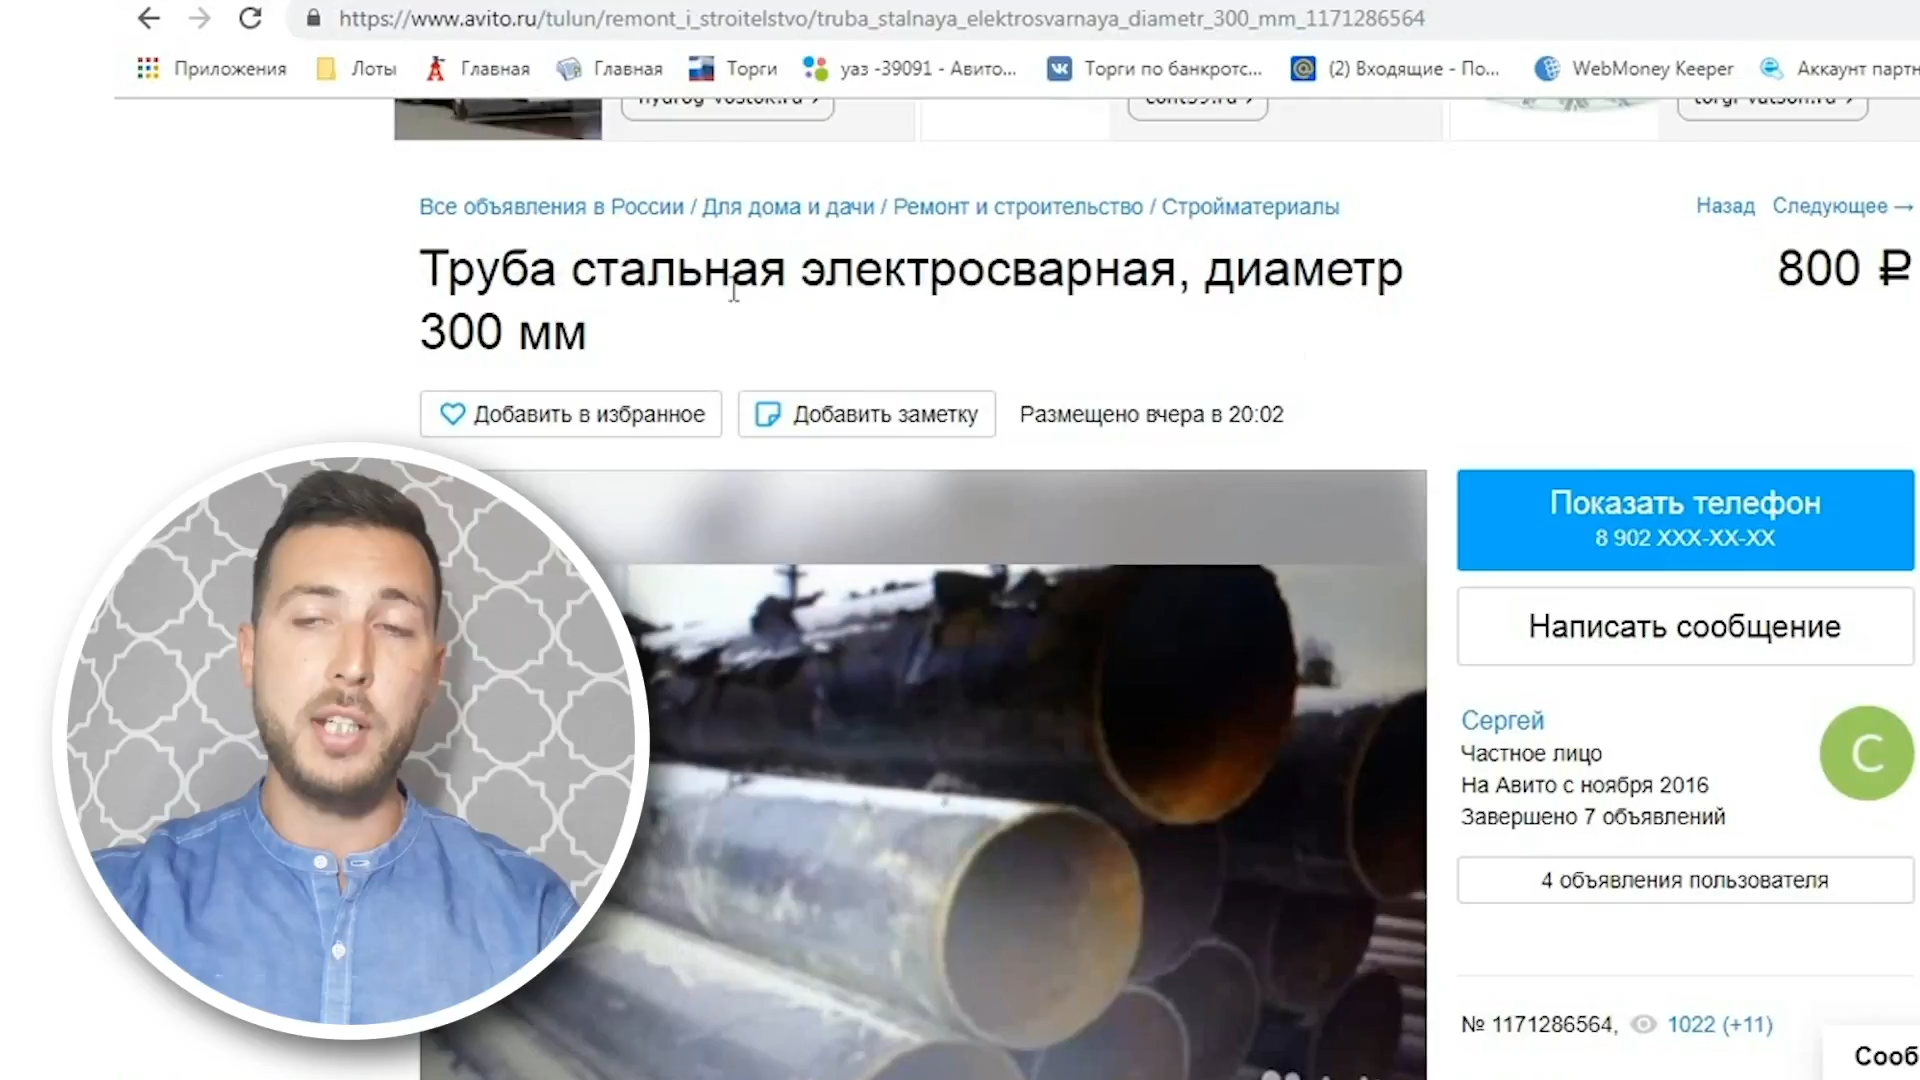 https://www.avito.ru/tulun/remont_i_stroitelstvo/truba_stalnaya_elektrosvarnaya_diametr_300_mm_1171286564
Приложения Лоты Главная Главная Торги уаз -39091 - Авито... Торги по банкротс... (2) Входящие - По... WebMoney Keeper Аккаунт партн
Все объявления в России / Для дома и дачи / Ремонт и строительство / Стройматериалы
Назад Следующее →
Труба стальная электросварная, диаметр
300 мм
800 ₽
Добавить в избранное Добавить заметку Размещено вчера в 20:02
Показать телефон
8 902 XXX-XX-XX
Написать сообщение
Сергей
Частное лицо
На Авито с ноября 2016
Завершено 7 объявлений
С
4 объявления пользователя
№ 1171286564, 1022 (+11)
Сооб